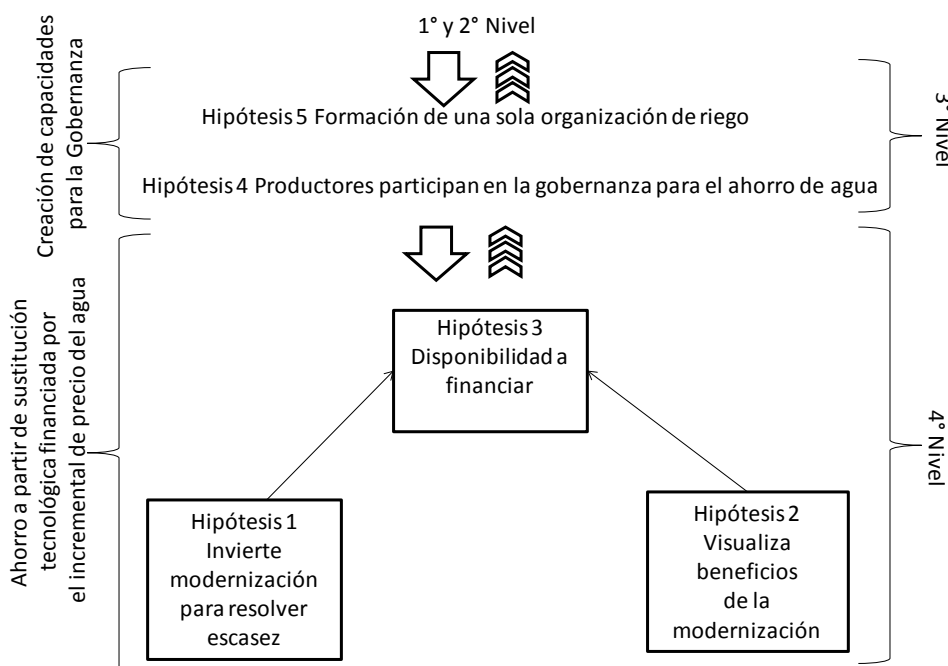 1° y 2° Nivel
Creación de capacidades
para la Gobernanza
Hipótesis 5 Formación de una sola organización de riego
Hipótesis 4 Productores participan en la gobernanza para el ahorro de agua
3° Nivel
Ahorro a partir de sustitución
tecnológica financiada por
el incremental de precio del agua
Hipótesis 3
Disponibilidad a
financiar
4° Nivel
Hipótesis 1
Invierte
modernización
para resolver
escasez
Hipótesis 2
Visualiza
beneficios
de la
modernización